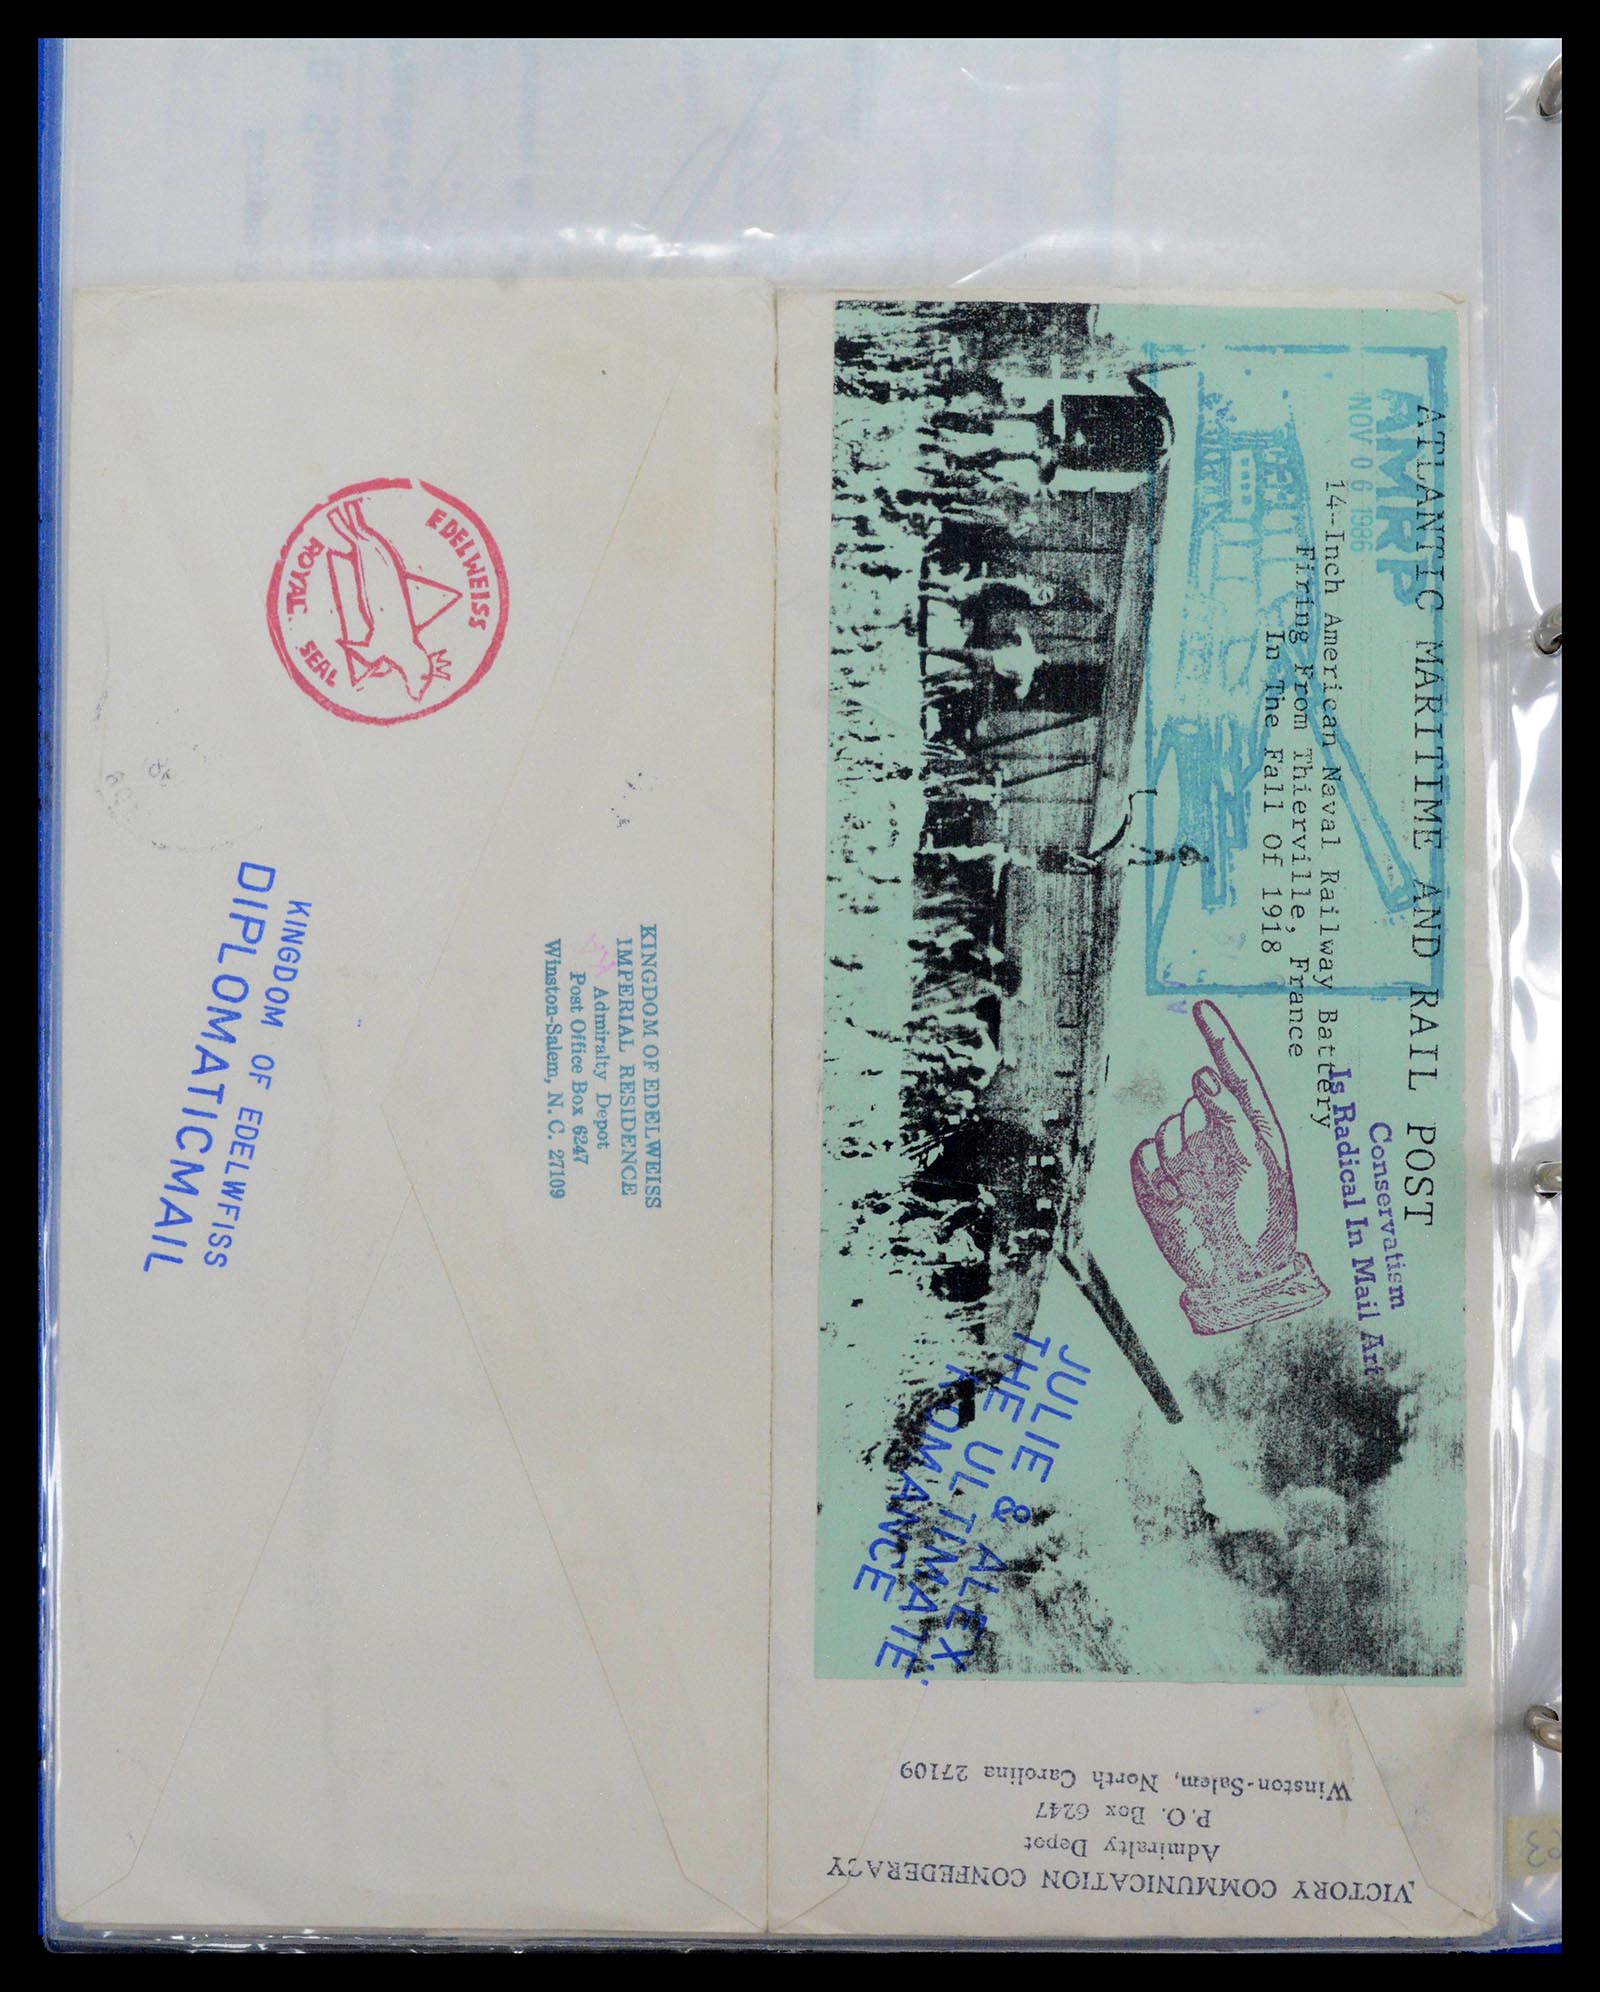 EDELWEISS
ROYAL SEAL
KINGDOM OF EDELWFISS
DIPLOMATICMAIL
KINGDOM OF EDELWEISS
IMPERIAL RESIDENCE
Admiralty Depot
Post Office Box 6247
Winston-Salem, N. C. 27109
ATLANTIC MARITIME AND RAIL POST
14-Inch American Naval Railway Battery
Firing From Thierville, France
In The Fall Of 1918
AMRP
NOV 0 6 1986
Conservatism
Is Radical In Mail Art
JULIE & ALEX
THE ULTIMATE
ROMANCE
VICTORY COMMUNICATION CONFEDERACY
Admiralty Depot
P.O. Box 6247
Winston-Salem, North Carolina 27109